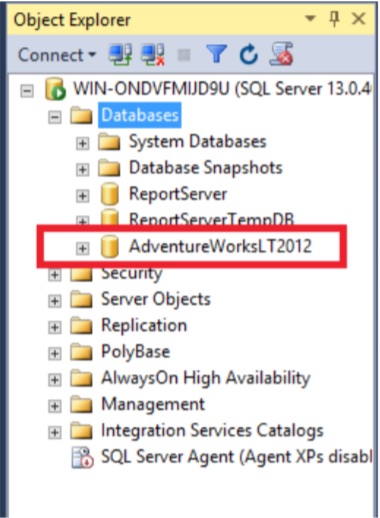 Object Explorer
Connect
WIN-ONDVFMIJD9U (SQL Server 13.0.4
Databases
System Databases
Database Snapshots
ReportServer
ReportServerTempDB
AdventureWorksLT2012
Security
Server Objects
Replication
PolyBase
AlwaysOn High Availability
Management
Integration Services Catalogs
SQL Server Agent (Agent XPs disabl